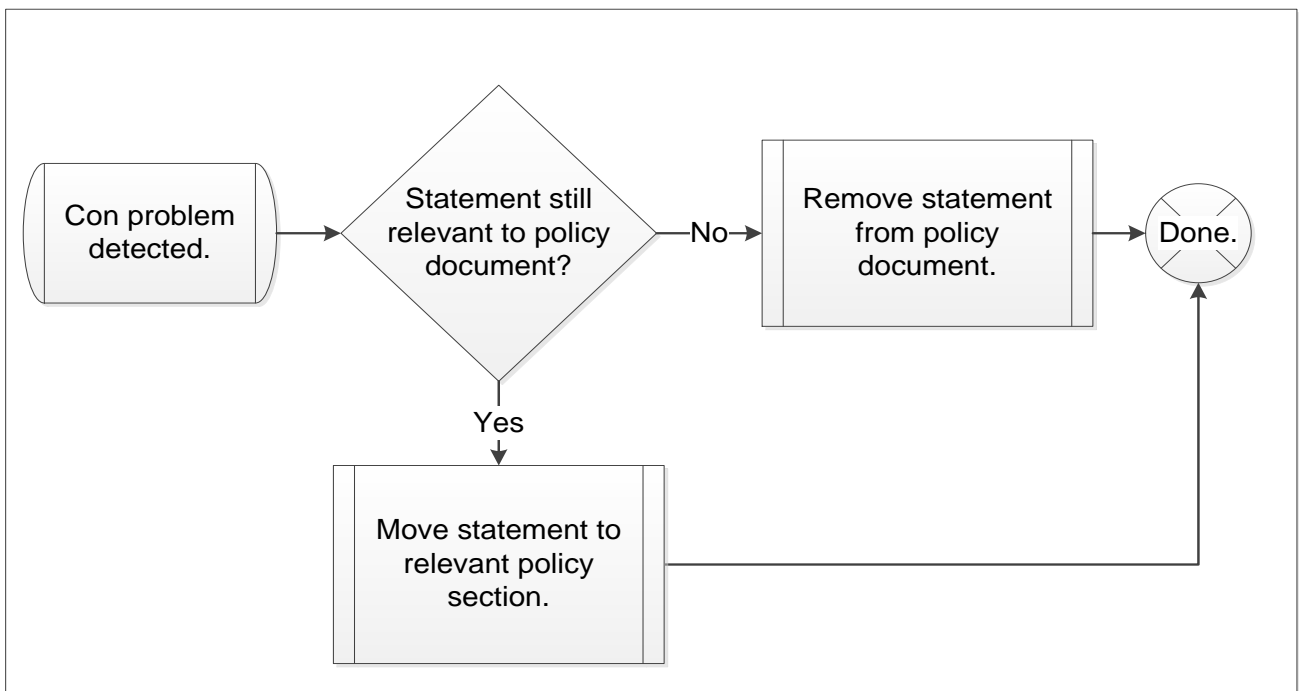 Con problem
detected.
Statement still
relevant to policy
document?
No
Remove statement
from policy
document.
Done.
Yes
Move statement to
relevant policy
section.